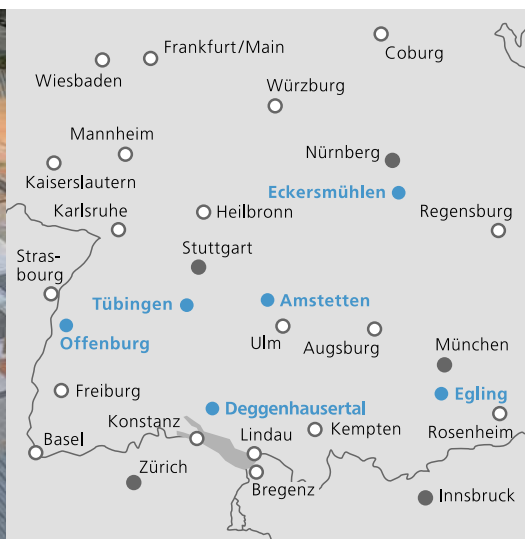 Frankfurt/Main
Coburg
Wiesbaden
Würzburg
Mannheim
Nürnberg
Kaiserslautern
Eckersmühlen
Karlsruhe
Heilbronn
Regensburg
Stuttgart
Stras-
bourg
Tübingen
Amstetten
Offenburg
Ulm
Augsburg
München
Freiburg
Deggenhausertal
Egling
Konstanz
Lindau
Kempten
Rosenheim
Basel
Zürich
Bregenz
Innsbruck